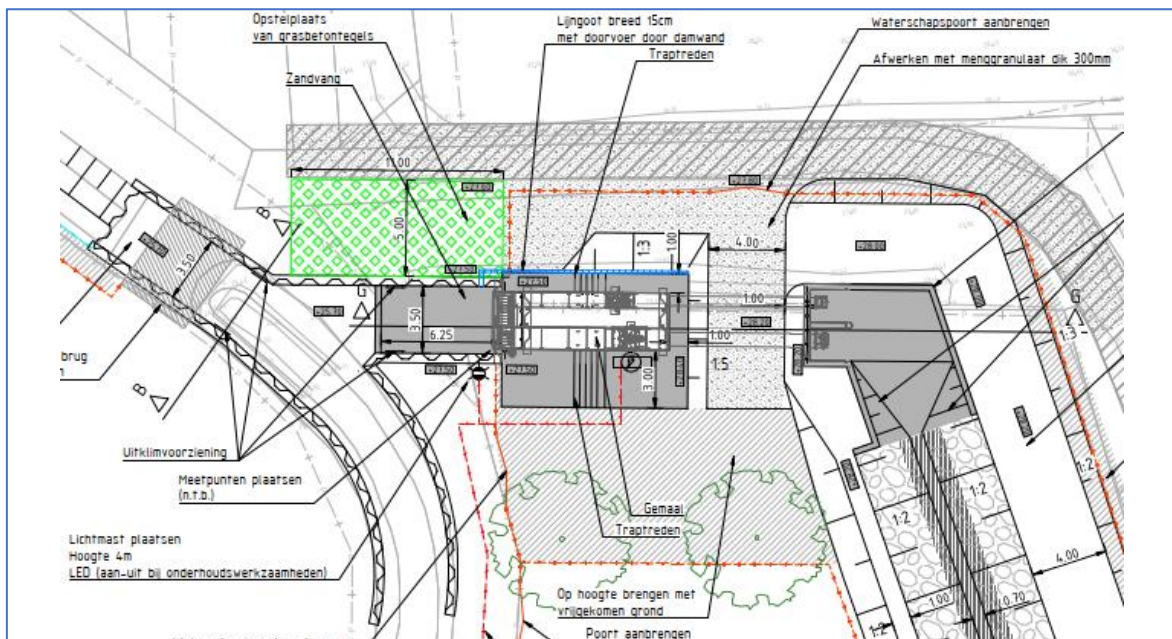 Opstelplaats
van grasbetontegels
Zandvang
Lijngoot breed 15cm
met doorvoer door damwand
Traptreden
Waterschapspoort aanbrengen
Afwerken met menggranulaat dik 300mm
11.00
5.00
B
3.50
G
3.50
6.25
1:3
1.00
4.00
1.00
1.00
3.00
1:5
G
1:3
brug
B
Uitklimvoorziening
Meetpunten plaatsen
(n.t.b.)
Gemaal
Traptreden
Lichtmast plaatsen
Hoogte 4m
LED (aan-uit bij onderhoudswerkzaamheden)
Op hoogte brengen met
vrijgekomen grond
Poort aanbrengen
1:2
1:2
1:2
1:2
4.00
1.00
0.70